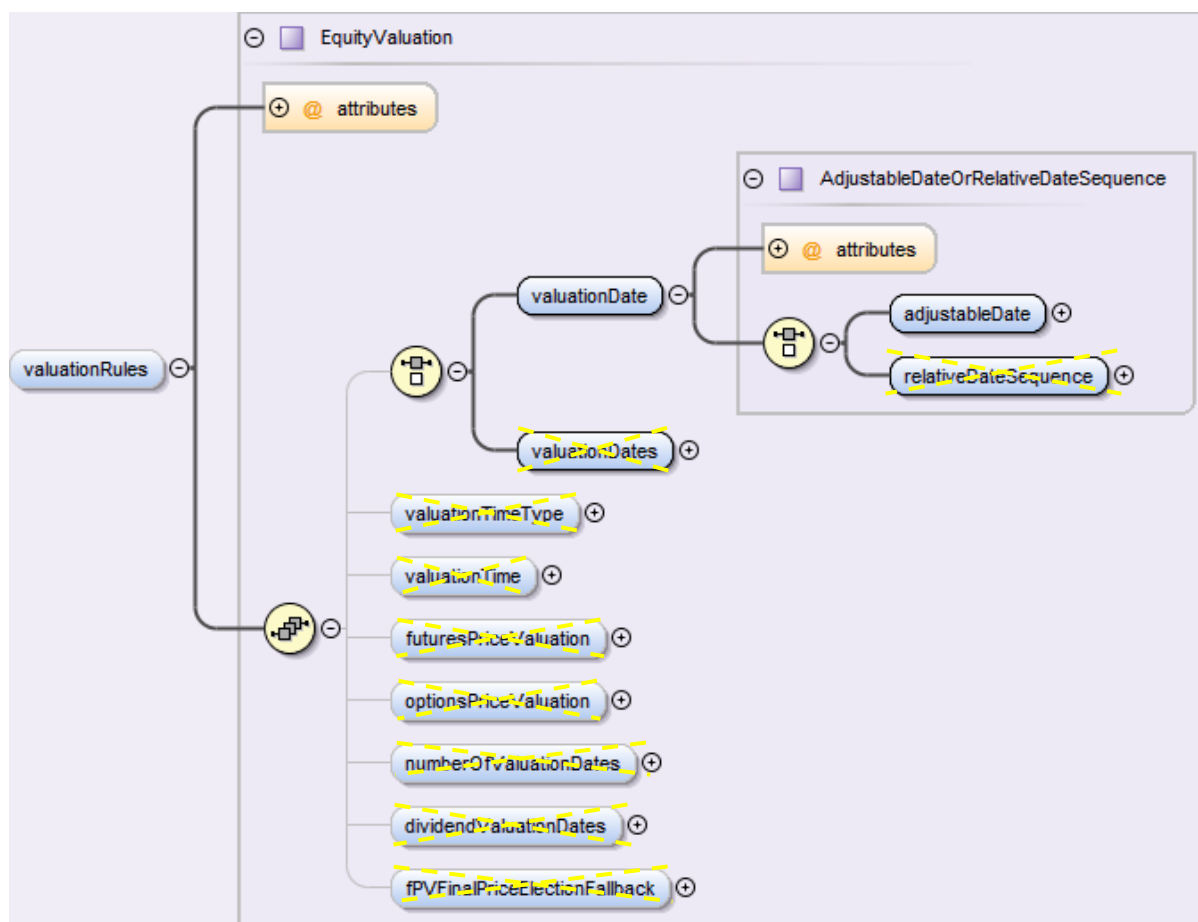 EquityValuation
@ attributes
AdjustableDateOrRelativeDateSequence
@ attributes
valuationDate
adjustableDate
valuationRules
relativeDateSequence
valuationDates
valuationTimeType
valuationTime
futuresPriceValuation
optionsPriceValuation
numberOfValuationDates
dividendValuationDates
fPVFinalPriceElectionFallback